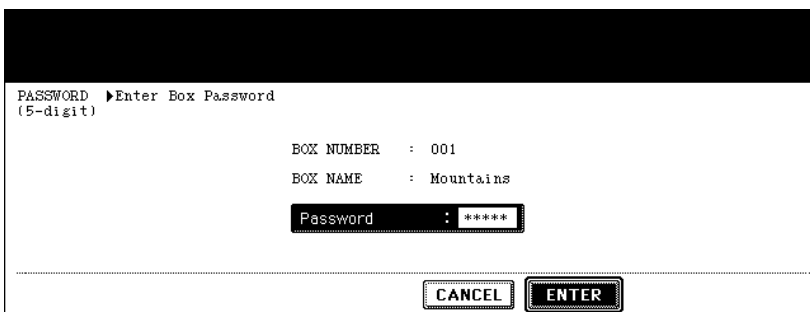 PASSWORD ▶Enter Box Password
(5-digit)
BOX NUMBER : 001
BOX NAME : Mountains
Password : *****
CANCEL ENTER